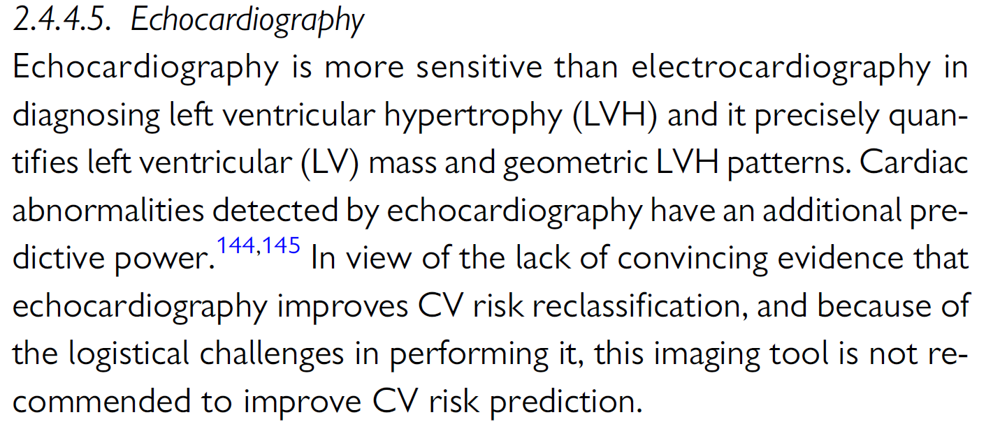 2.4.4.5. Echocardiography
Echocardiography is more sensitive than electrocardiography in
diagnosing left ventricular hypertrophy (LVH) and it precisely quan-
tifies left ventricular (LV) mass and geometric LVH patterns. Cardiac
abnormalities detected by echocardiography have an additional pre-
dictive power.144,145 In view of the lack of convincing evidence that
echocardiography improves CV risk reclassification, and because of
the logistical challenges in performing it, this imaging tool is not re-
commended to improve CV risk prediction.